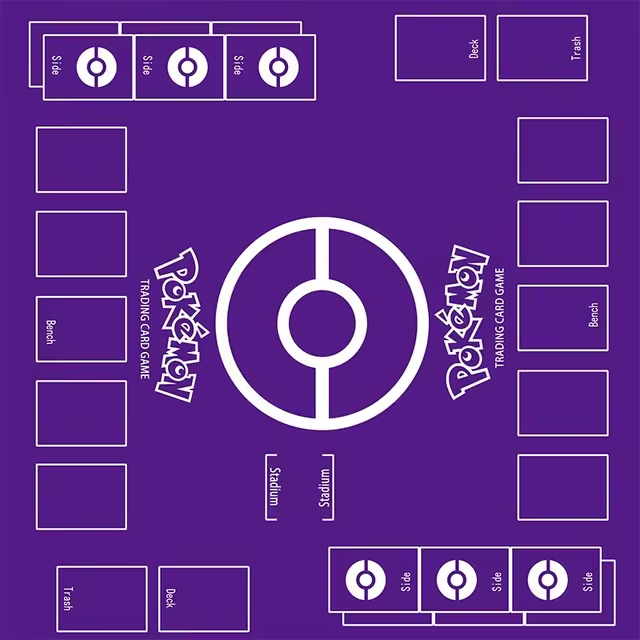 Side
Side
Side
Deck
Trash
Bench
POKéMON
TRADING CARD GAME
POKéMON
TRADING CARD GAME
Bench
Stadium
Stadium
Trash
Deck
Side
Side
Side